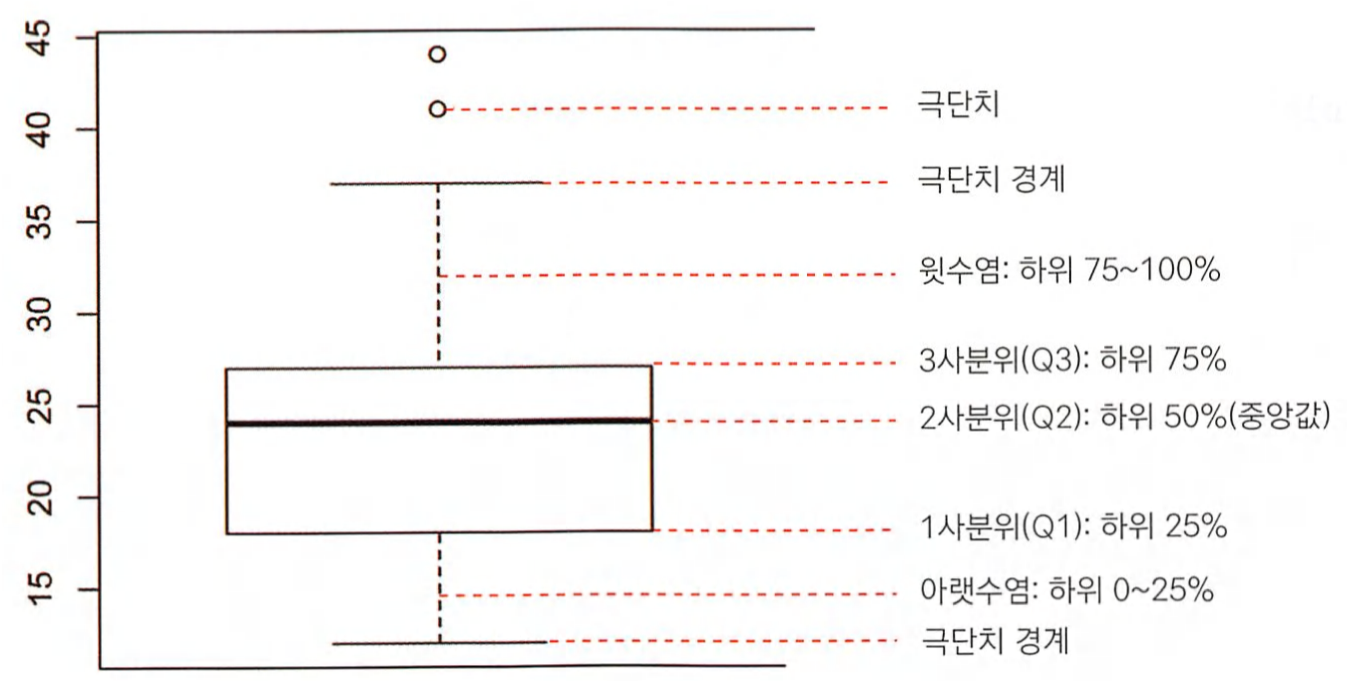 45
40
35
30
25
20
15
극단치
극단치 경계
윗수염: 하위 75~100%
3사분위(Q3): 하위 75%
2사분위(Q2): 하위 50%(중앙값)
1사분위(Q1): 하위 25%
아랫수염: 하위 0~25%
극단치 경계